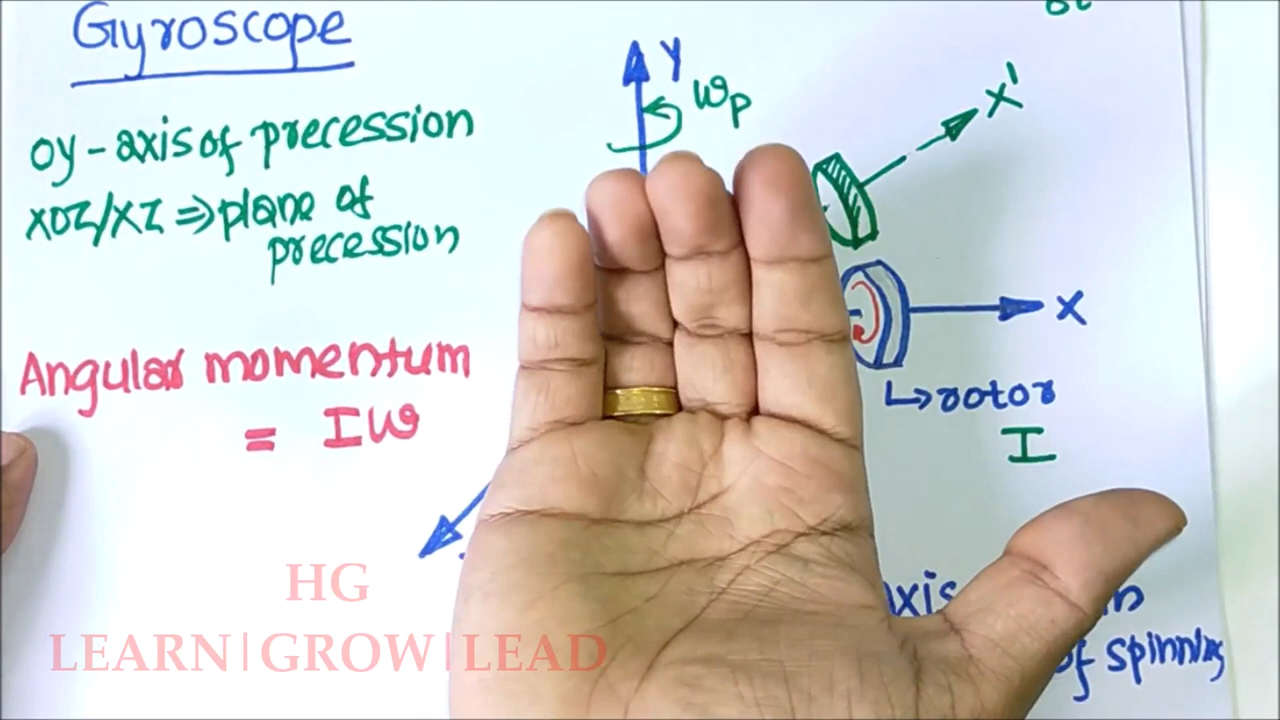 Gyroscope
oy - axis of precession
XOZ/XZ ⇒ plane of
precession
Angular momentum
= Iω
Y
ωp
X'
X
↳ rotor
I
of spinning
HG
LEARN|GROW|LEAD